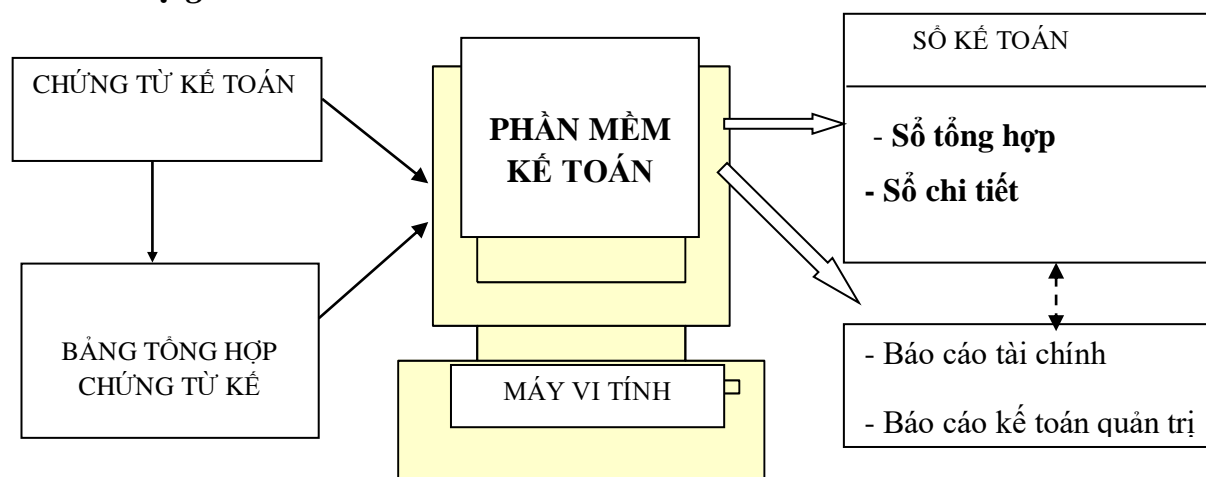 CHỨNG TỪ KẾ TOÁN
BẢNG TỔNG HỢP
CHỨNG TỪ KẾ
PHẦN MỀM
KẾ TOÁN
MÁY VI TÍNH
SỔ KẾ TOÁN
- Sổ tổng hợp
- Sổ chi tiết
- Báo cáo tài chính
- Báo cáo kế toán quản trị